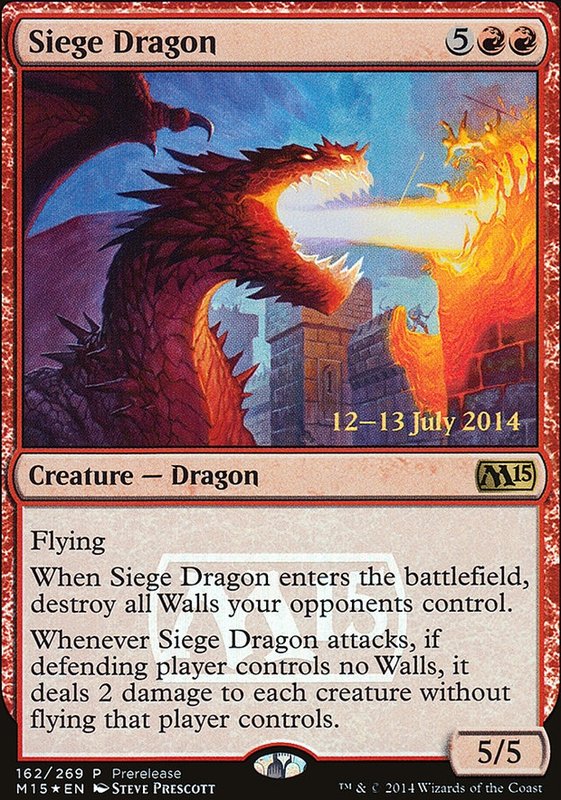 Siege Dragon 5
12–13 July 2014
Creature — Dragon M15
Flying
When Siege Dragon enters the battlefield,
destroy all Walls your opponents control.
Whenever Siege Dragon attacks, if
defending player controls no Walls, it
deals 2 damage to each creature without
flying that player controls.
M15
5/5
162/269 P Prerelease
M15★EN Steve Prescott ™ & © 2014 Wizards of the Coast